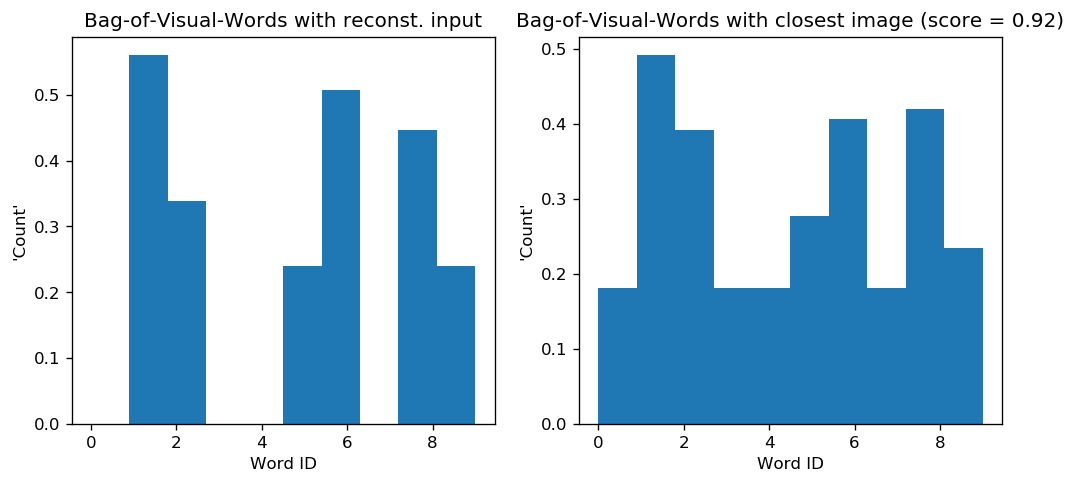 Bag-of-Visual-Words with reconst. input
'Count'
0.5
0.4
0.3
0.2
0.1
0.0
0 2 4 6 8
Word ID
Bag-of-Visual-Words with closest image (score = 0.92)
'Count'
0.5
0.4
0.3
0.2
0.1
0.0
0 2 4 6 8
Word ID